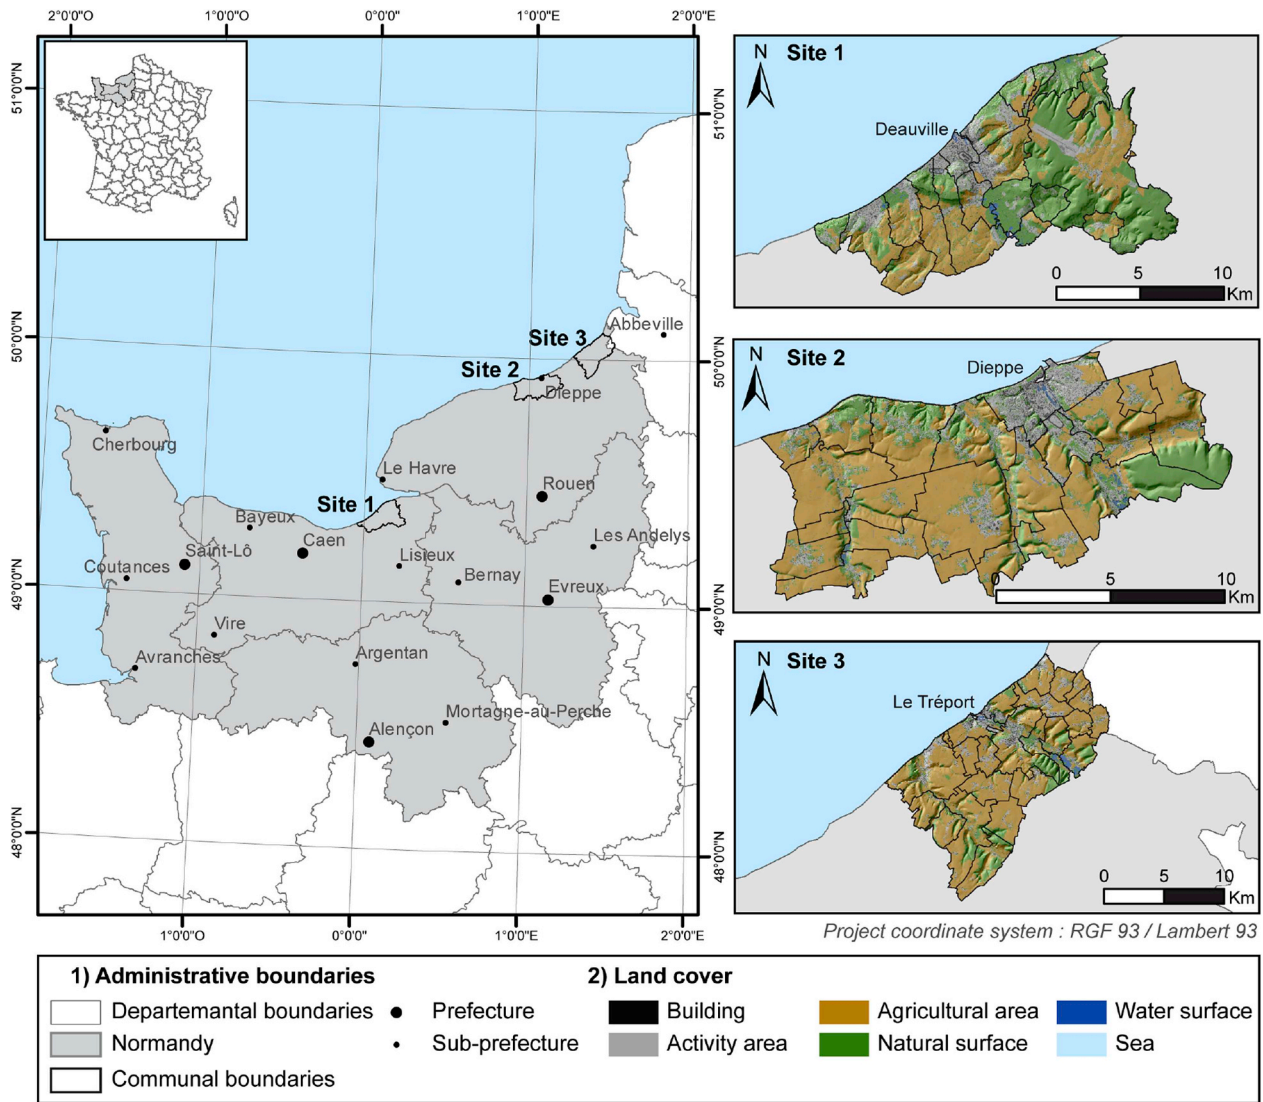 2°0'0"O 1°0'0"O 0°0'0" 1°0'0"E 2°0'0"E
51°0'0"N
50°0'0"N
49°0'0"N
48°0'0"N
Abbeville
Site 3
Site 2
Dieppe
Cherbourg
Le Havre
Rouen
Site 1
Bayeux
Caen
Les Andelys
Saint-Lô
Lisieux
Coutances
Bernay
Evreux
Vire
Argentan
Avranches
Mortagne-au-Perche
Alençon
51°0'0"N
50°0'0"N
49°0'0"N
48°0'0"N
1°0'0"O 0°0'0" 1°0'0"E 2°0'0"E
N Site 1
Deauville
0 5 10
Km
N Site 2
Dieppe
0 5 10
Km
N Site 3
Le Tréport
0 5 10
Km
Project coordinate system : RGF 93 / Lambert 93
1) Administrative boundaries
Departemantal boundaries
Normandy
Communal boundaries
Prefecture
Sub-prefecture
2) Land cover
Building
Activity area
Agricultural area
Natural surface
Water surface
Sea